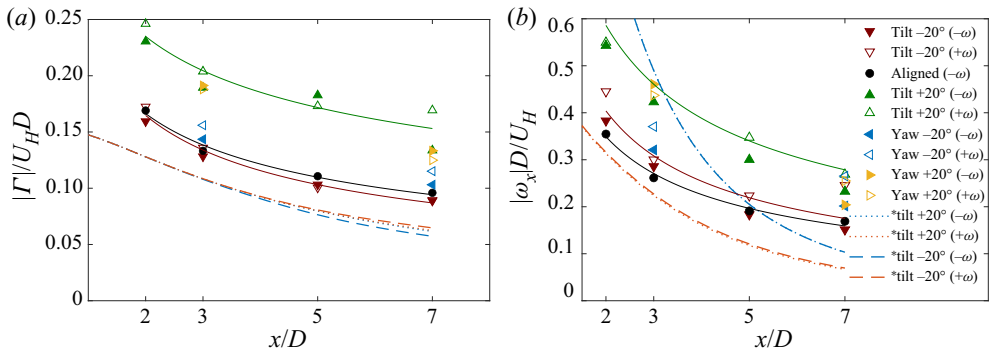 (a)
0.25
0.20
0.15
0.10
0.05
0
2
3
5
7
x/D
|Γ|/U_H D
(b)
0.6
0.5
0.4
0.3
0.2
0.1
0
2
3
5
7
x/D
|ω_x|D/U_H
Tilt –20° (–ω)
Tilt –20° (+ω)
Aligned (–ω)
Tilt +20° (–ω)
Tilt +20° (+ω)
Yaw –20° (–ω)
Yaw –20° (+ω)
Yaw +20° (–ω)
Yaw +20° (+ω)
*tilt +20° (–ω)
*tilt +20° (+ω)
*tilt –20° (–ω)
*tilt –20° (+ω)